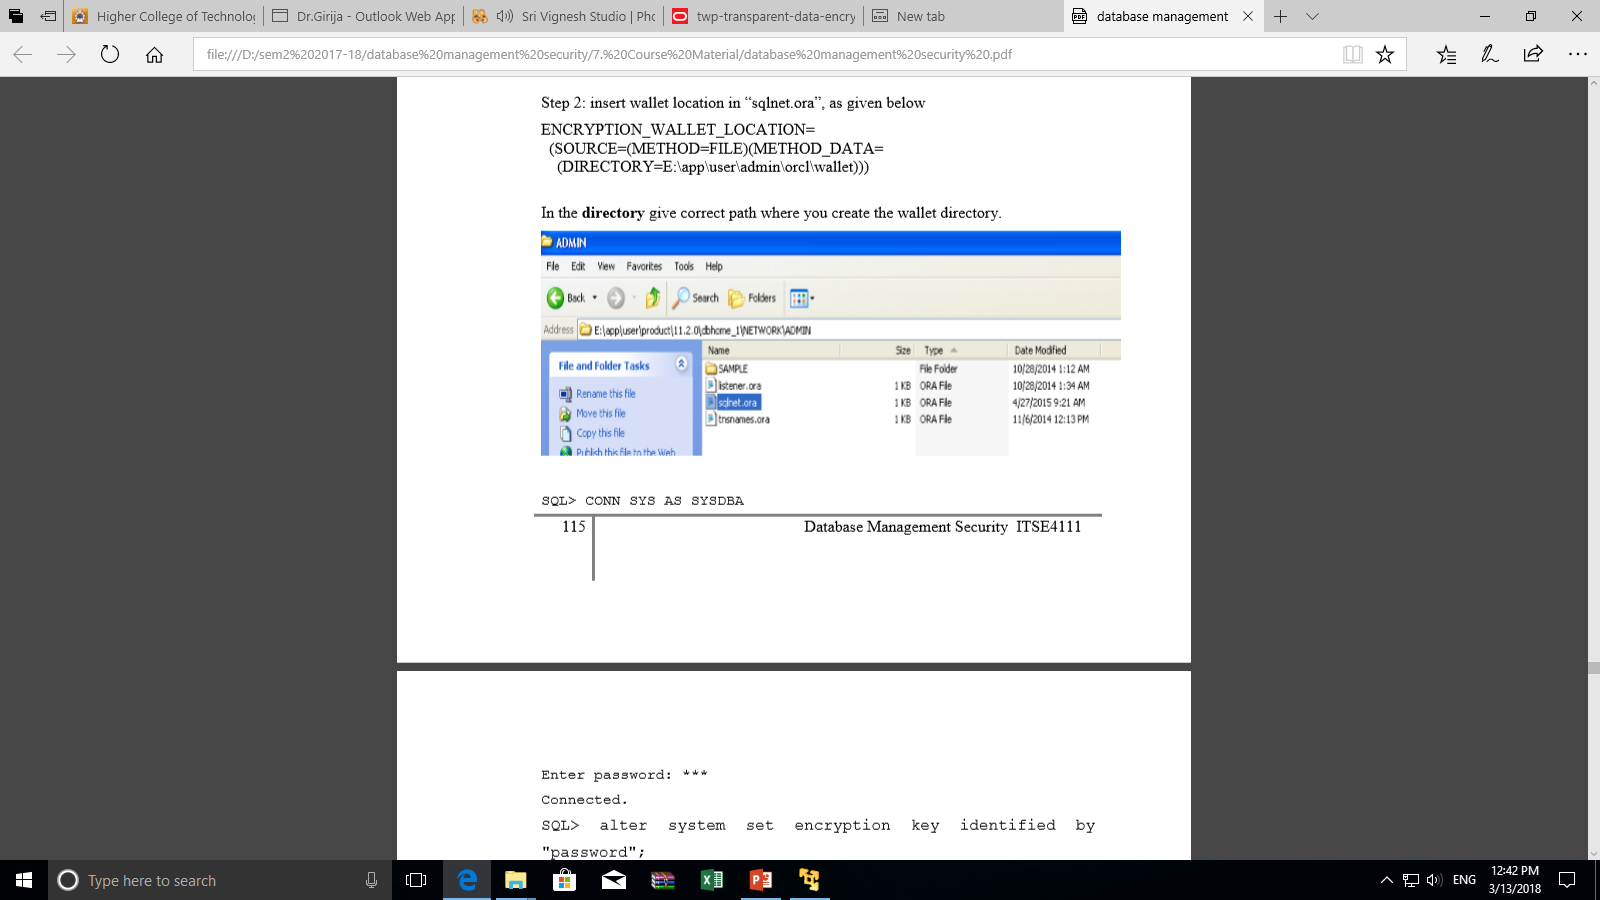 Higher College of Technolog
Dr.Girija - Outlook Web App
Sri Vignesh Studio | Pho
twp-transparent-data-encry
New tab
database management
file:///D:/sem2%202017-18/database%20management%20security/7.%20Course%20Material/database%20management%20security%20.pdf
Step 2: insert wallet location in “sqlnet.ora”, as given below
ENCRYPTION_WALLET_LOCATION=
(SOURCE=(METHOD=FILE)(METHOD_DATA=
(DIRECTORY=E:\app\user\admin\orcl\wallet)))
In the directory give correct path where you create the wallet directory.
ADMIN
File Edit View Favorites Tools Help
Back Search Folders
Address E:\app\user\product\11.2.0\dbhome_1\NETWORK\ADMIN
Name Size Type Date Modified
File and Folder Tasks
Rename this file
Move this file
Copy this file
Publish this file to the Web
SAMPLE File Folder 10/28/2014 1:12 AM
listener.ora 1 KB ORA File 10/28/2014 1:34 AM
sqlnet.ora 1 KB ORA File 4/27/2015 9:21 AM
tnsnames.ora 1 KB ORA File 11/6/2014 12:13 PM
SQL> CONN SYS AS SYSDBA
115 Database Management Security ITSE4111
Enter password: ***
Connected.
SQL> alter system set encryption key identified by
"password";
Type here to search
ENG
12:42 PM
3/13/2018